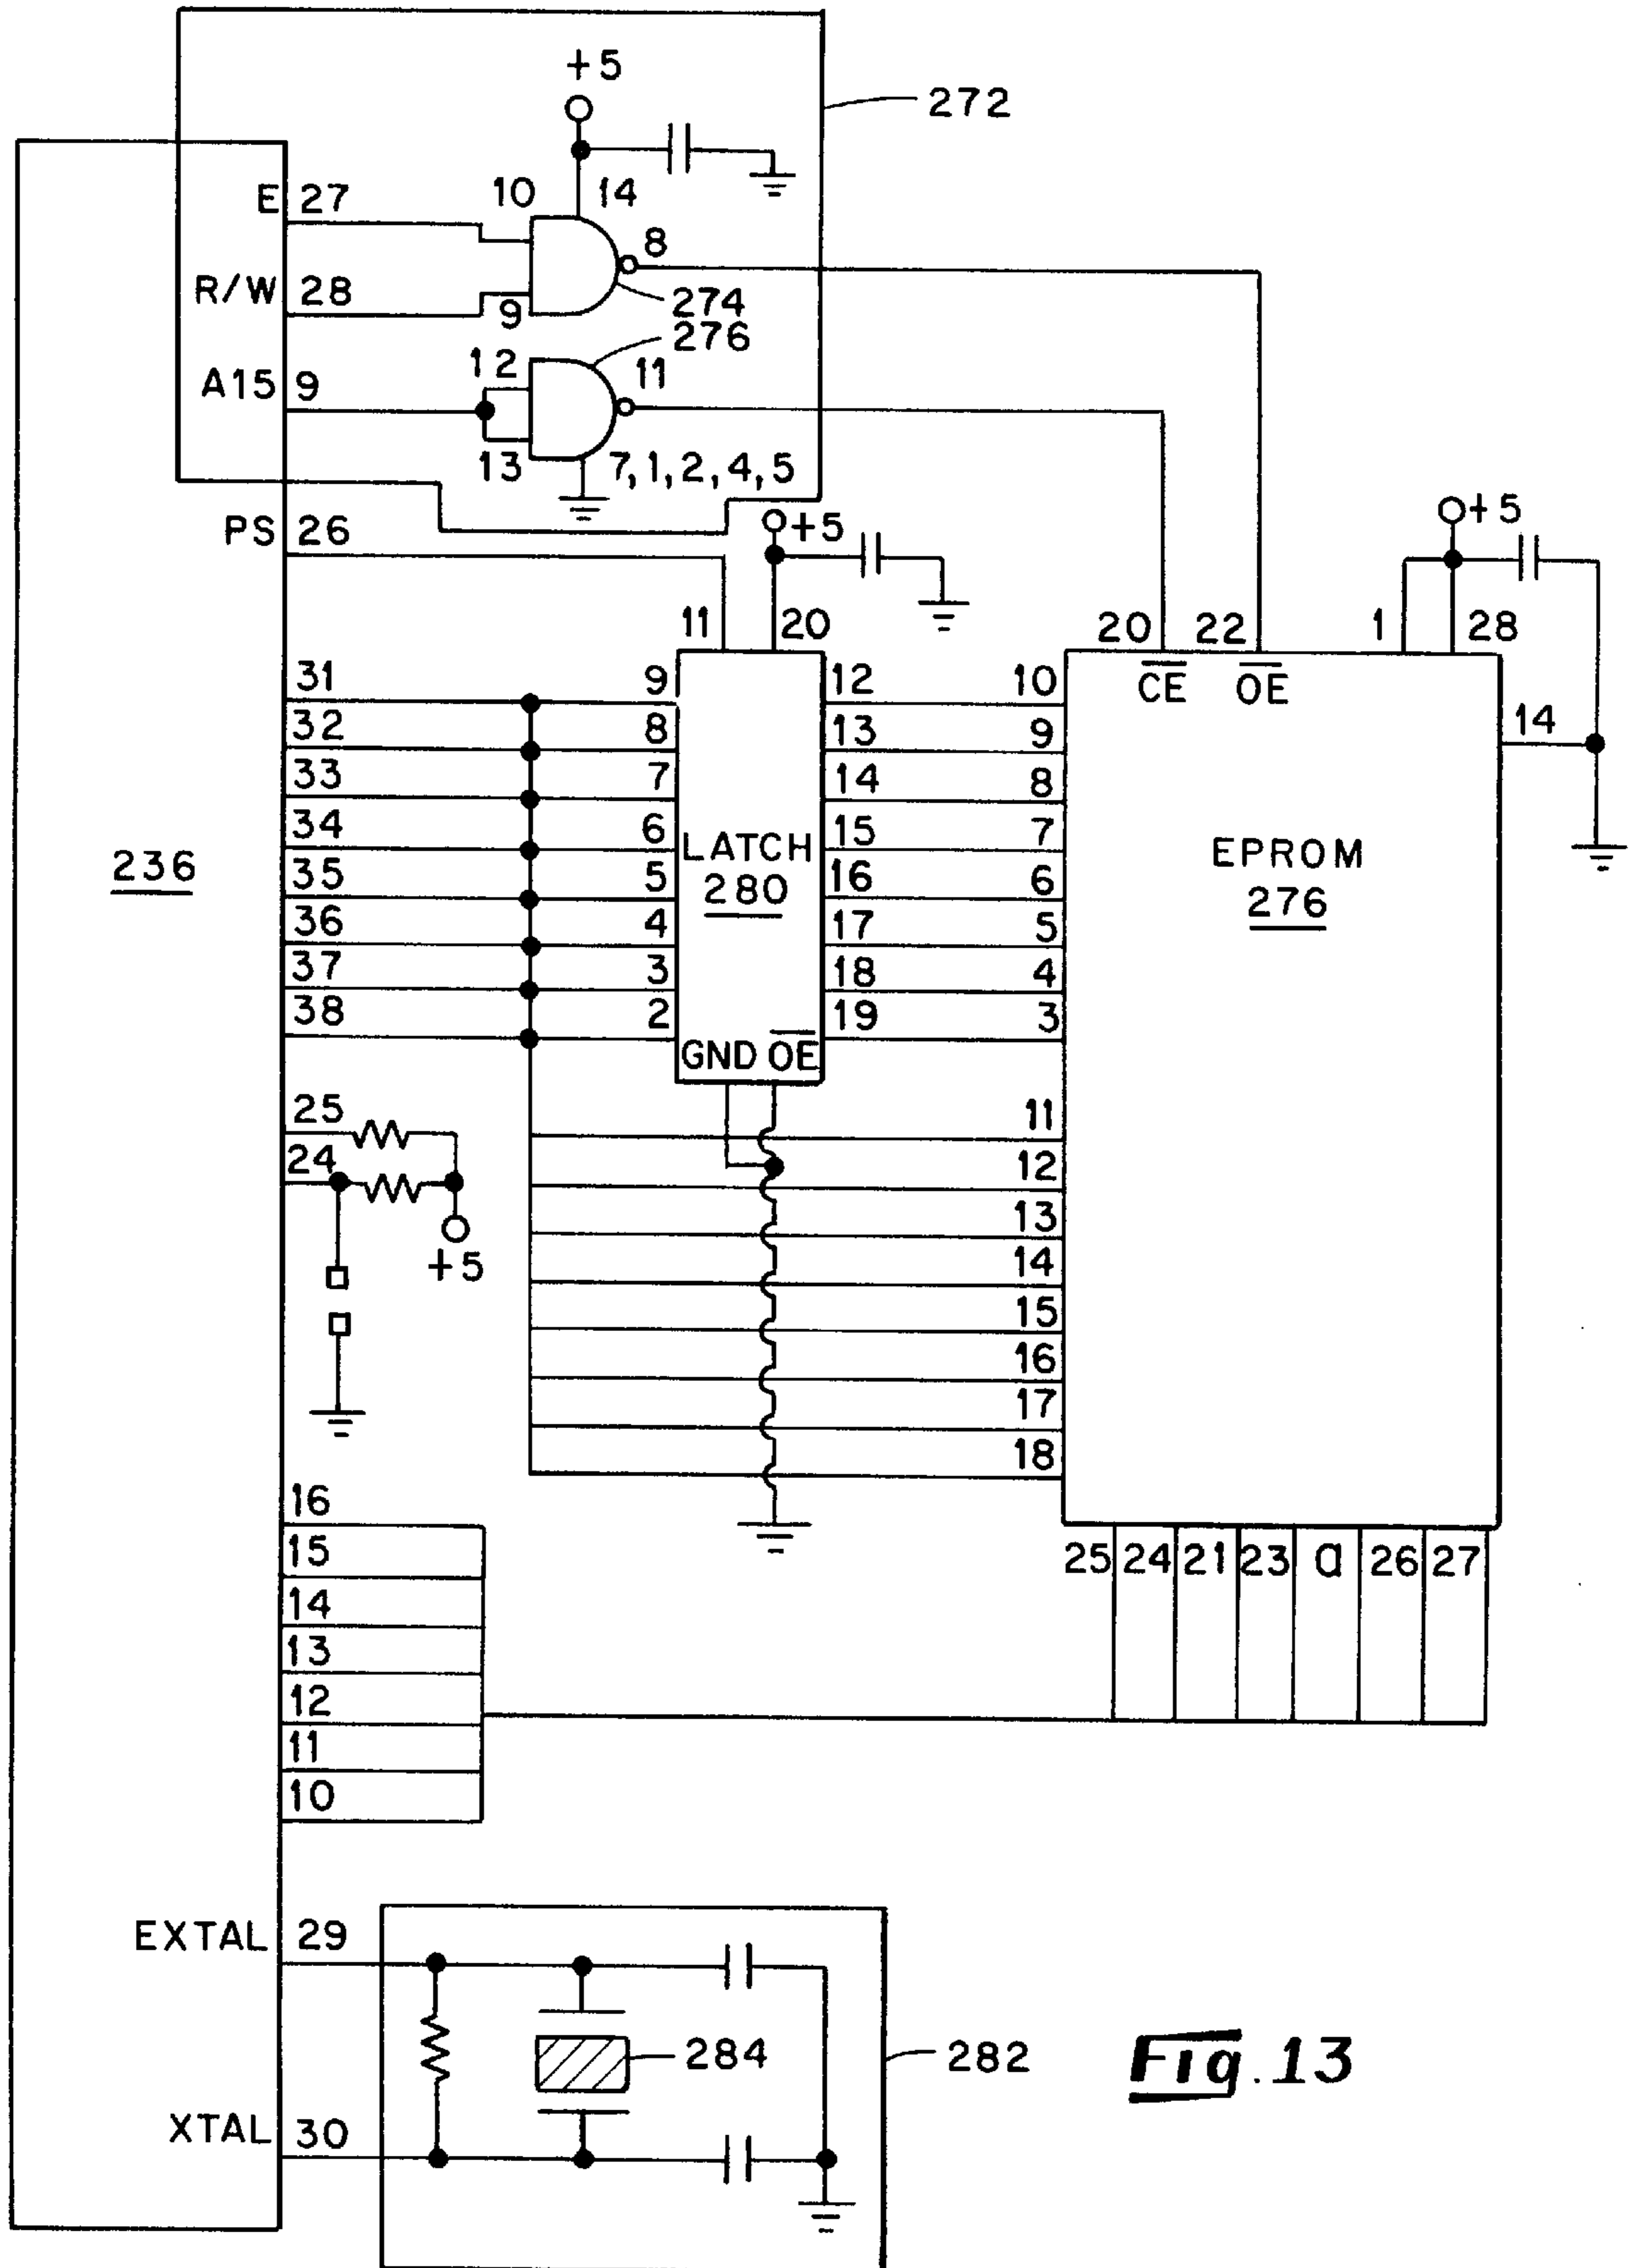 +5
272
E 27
10 14
8
R/W 28
9
274
276
A15 9
12
11
13
7,1,2,4,5
PS 26
+5
+5
11 20
20 22
1 28
CE OE
31 9 12 10
32 8 13 9
14
33 7 14 8
34 6 15 7
LATCH
280
EPROM
276
236
35 5 16 6
36 4 17 5
37 3 18 4
38 2 19 3
GND OE
25
11
24
12
13
+5
14
15
16
17
18
16
15
25 24 21 23 a 26 27
14
13
12
11
10
EXTAL 29
284
282
XTAL 30
Fig. 13